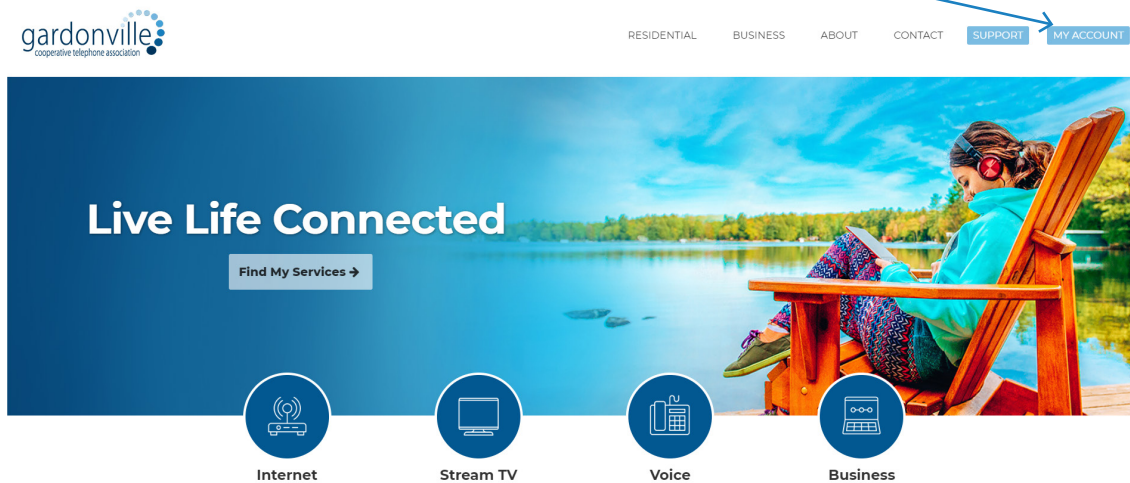 gardonville
cooperative telephone association
RESIDENTIAL BUSINESS ABOUT CONTACT SUPPORT MY ACCOUNT
Live Life Connected
Find My Services →
Internet Stream TV Voice Business